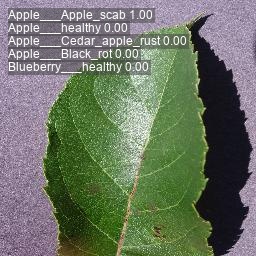 Apple___Apple_scab 1.00
Apple___healthy 0.00
Apple___Cedar_apple_rust 0.00
Apple___Black_rot 0.00
Blueberry___healthy 0.00